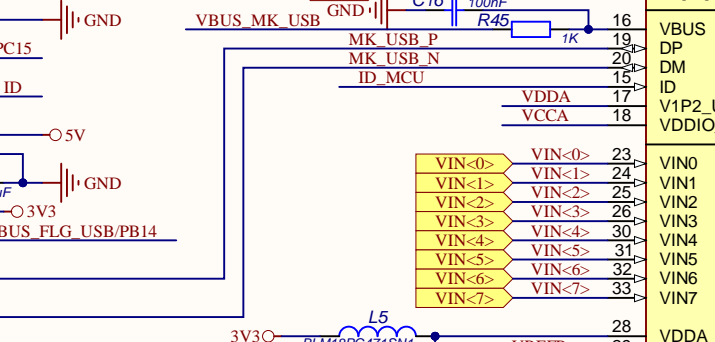 C16 100nF
GND
GND
VBUS_MK_USB R45 1K 16 VBUS
PC15 MK_USB_P 19 DP
MK_USB_N 20 DM
ID ID_MCU 15 ID
VDDA 17
VCCA 18 VDDIO
5V
VIN<0> VIN<0> 23 VIN0
GND VIN<1> VIN<1> 24 VIN1
VIN<2> VIN<2> 25 VIN2
3V3 VIN<3> VIN<3> 26 VIN3
BUS_FLG_USB/PB14 VIN<4> VIN<4> 30 VIN4
VIN<5> VIN<5> 31 VIN5
VIN<6> VIN<6> 32 VIN6
VIN<7> VIN<7> 33 VIN7
L5
3V3 28 VDDA